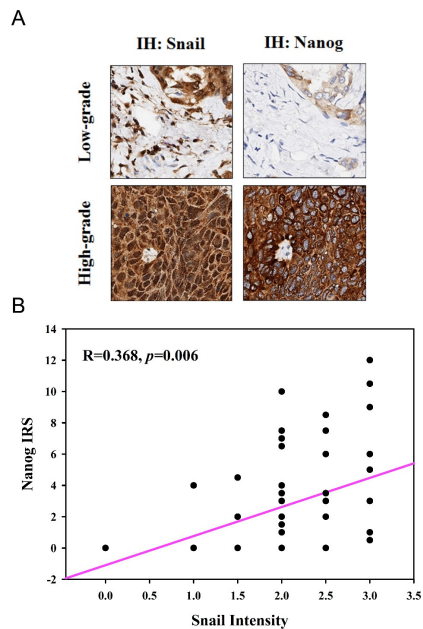 A
IH: Snail
IH: Nanog
Low-grade
High-grade
B
R=0.368, p=0.006
14
12
10
8
6
4
2
0
-2
Nanog IRS
0.0 0.5 1.0 1.5 2.0 2.5 3.0 3.5
Snail Intensity